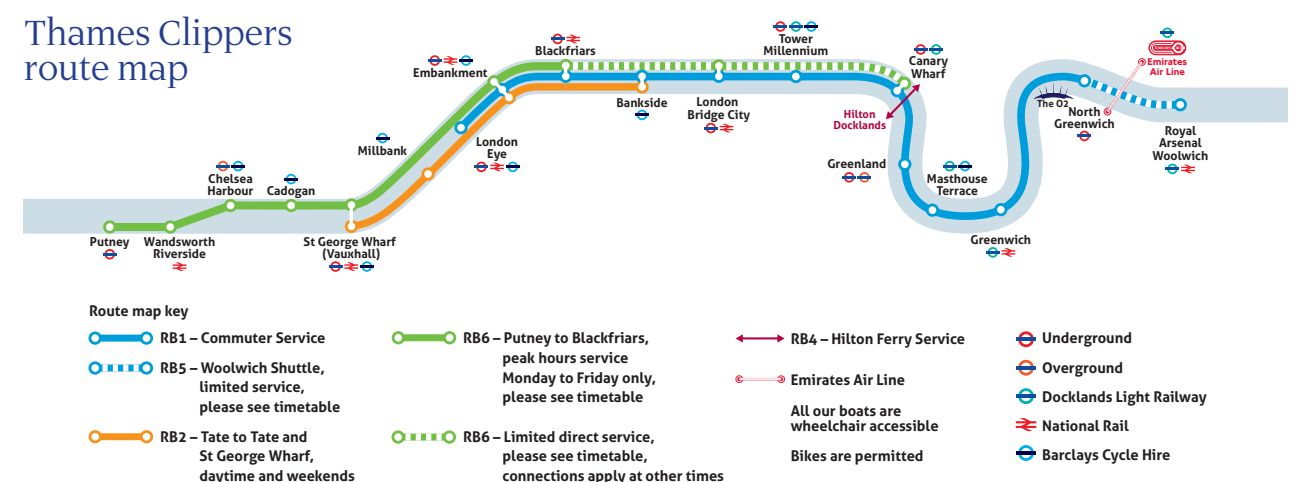 Thames Clippers
route map
Putney
Wandsworth
Riverside
Chelsea
Harbour
Cadogan
St George Wharf
(Vauxhall)
Millbank
Embankment
London
Eye
Blackfriars
Bankside
London
Bridge City
Tower
Millennium
Canary
Wharf
Hilton
Docklands
Greenland
Masthouse
Terrace
Greenwich
The O2
North
Greenwich
Emirates
Air Line
Royal
Arsenal
Woolwich
Route map key
RB1 – Commuter Service
RB5 – Woolwich Shuttle,
limited service,
please see timetable
RB2 – Tate to Tate and
St George Wharf,
daytime and weekends
RB6 – Putney to Blackfriars,
peak hours service
Monday to Friday only,
please see timetable
RB6 – Limited direct service,
please see timetable,
connections apply at other times
RB4 – Hilton Ferry Service
Emirates Air Line
All our boats are
wheelchair accessible
Bikes are permitted
Underground
Overground
Docklands Light Railway
National Rail
Barclays Cycle Hire